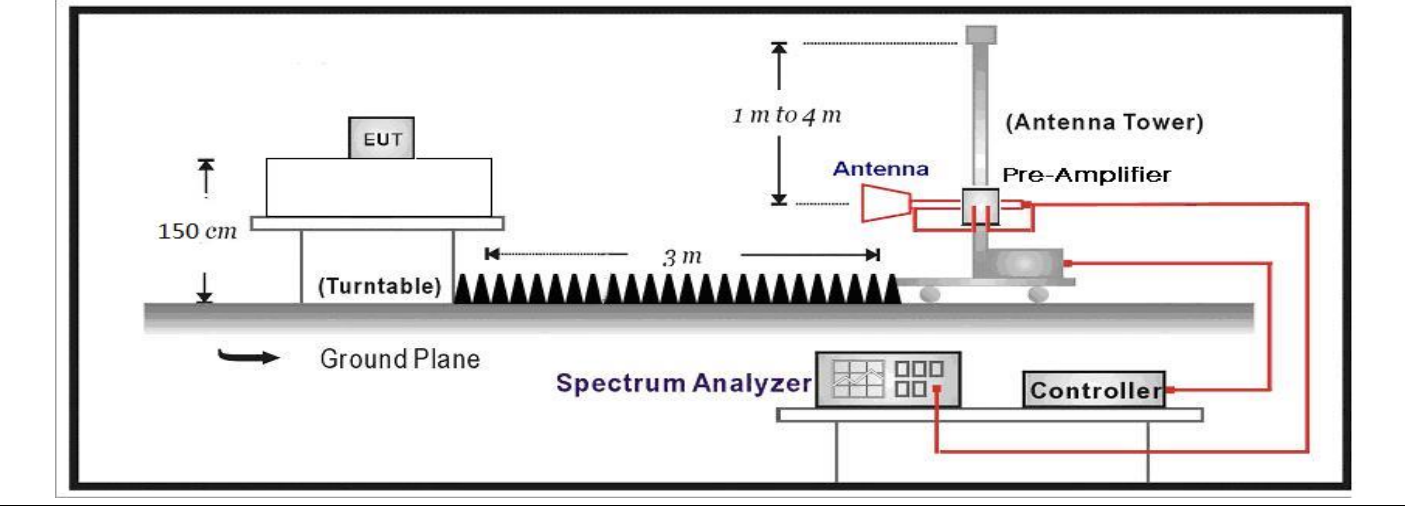 1 m to 4 m
(Antenna Tower)
EUT
Antenna
Pre-Amplifier
150 cm
3 m
(Turntable)
Ground Plane
Spectrum Analyzer
Controller